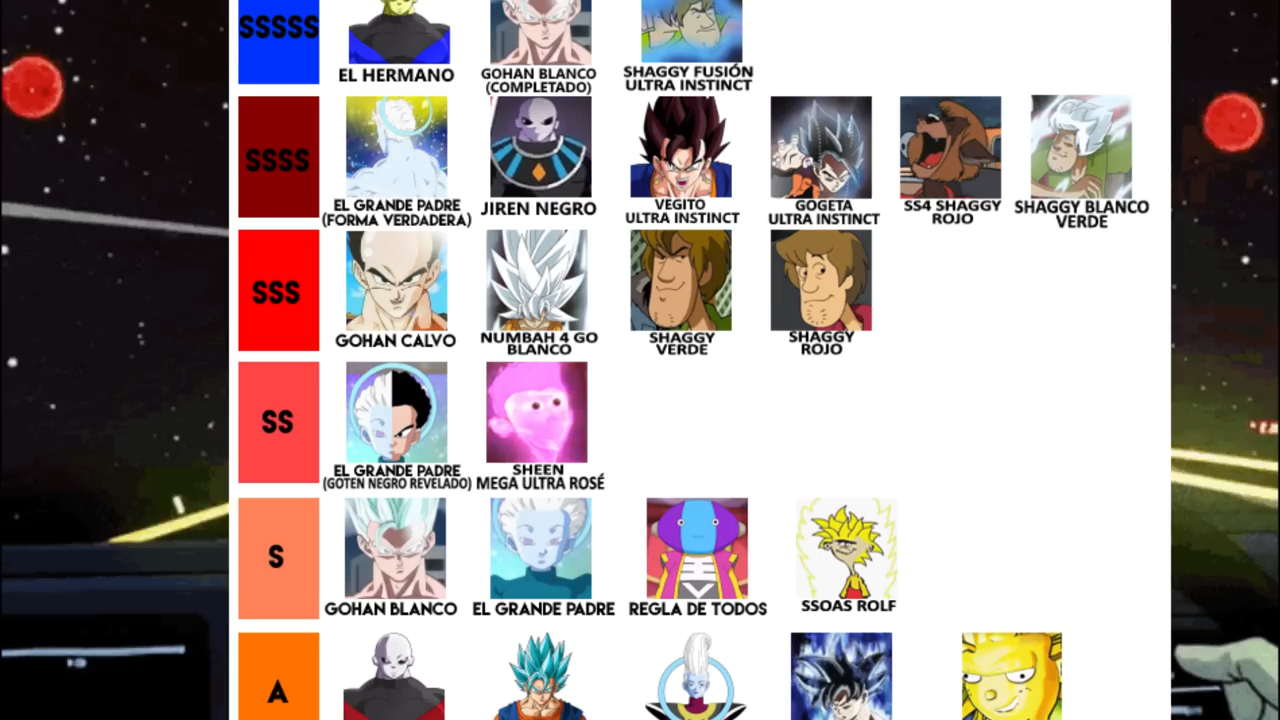 SSSSS
EL HERMANO
GOHAN BLANCO
(COMPLETADO)
SHAGGY FUSIÓN
ULTRA INSTINCT
SSSS
EL GRANDE PADRE
(FORMA VERDADERA)
JIREN NEGRO
VEGITO
ULTRA INSTINCT
GOGETA
ULTRA INSTINCT
SS4 SHAGGY
ROJO
SHAGGY BLANCO
VERDE
SSS
GOHAN CALVO
NUMBAH 4 GO
BLANCO
SHAGGY
VERDE
SHAGGY
ROJO
SS
EL GRANDE PADRE
(GOTEN NEGRO REVELADO)
SHEEN
MEGA ULTRA ROSÉ
S
GOHAN BLANCO
EL GRANDE PADRE
REGLA DE TODOS
SSOAS ROLF
A